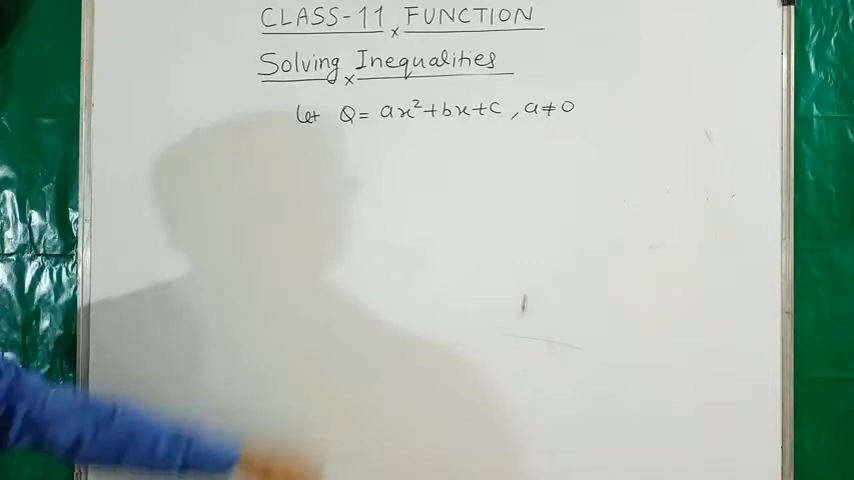 CLASS-11 × FUNCTION
Solving × Inequalities
Let Q = ax²+bx+c , a≠0